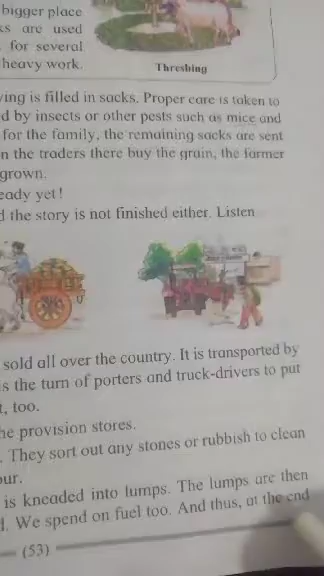 bigger place
ks are used
for several
heavy work.
Threshing
ving is filled in sacks. Proper care is taken to
d by insects or other pests such as mice and
for the family, the remaining sacks are sent
n the traders there buy the grain, the farmer
grown.
eady yet!
d the story is not finished either. Listen
sold all over the country. It is transported by
is the turn of porters and truck-drivers to put
t, too.
he provision stores.
. They sort out any stones or rubbish to clean
our.
is kneaded into lumps. The lumps are then
l. We spend on fuel too. And thus, at the end
(53)